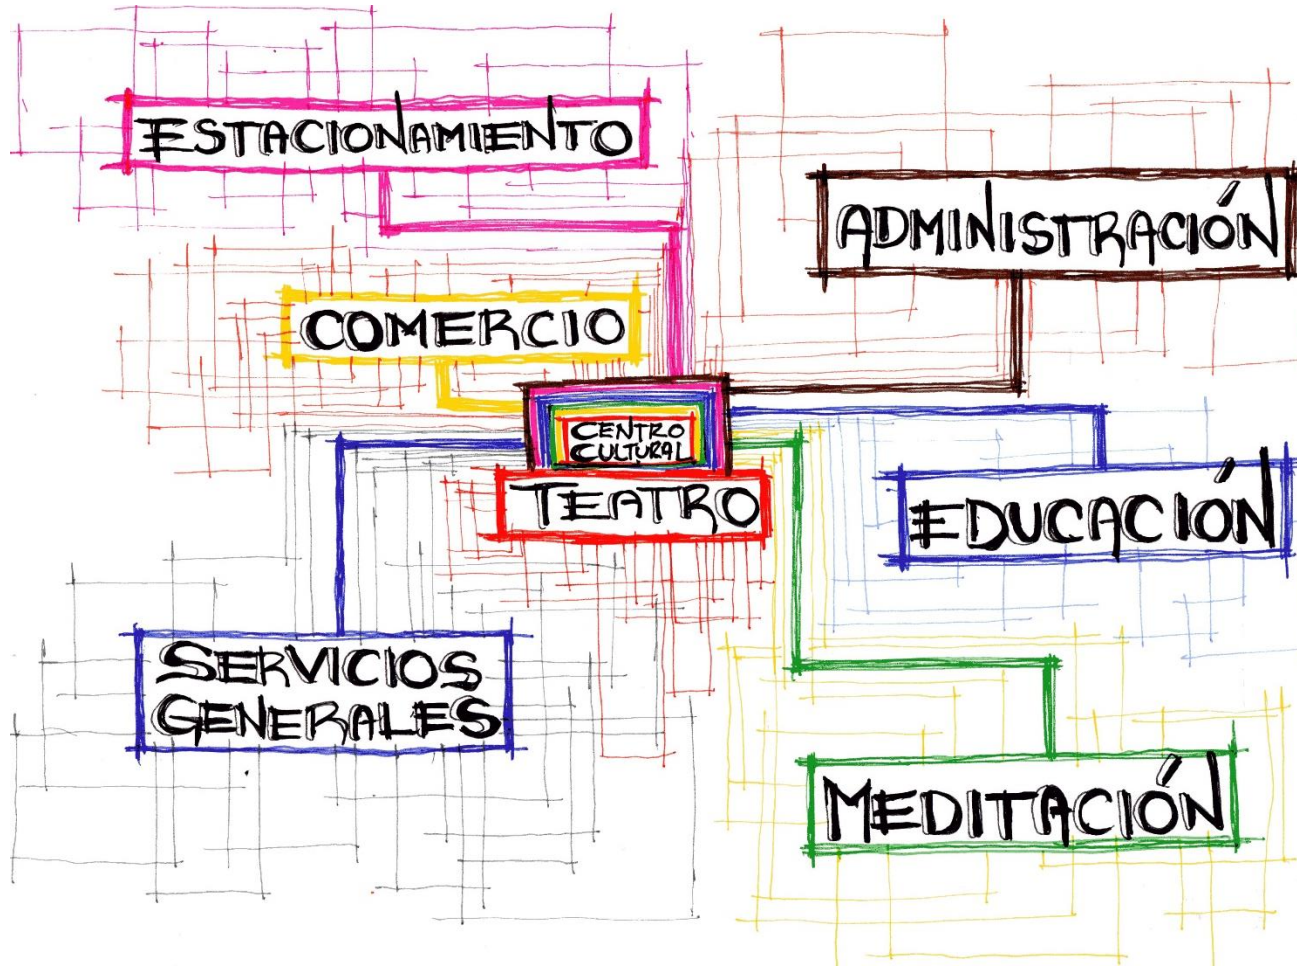 ESTACIONAMIENTO
ADMINISTRACIÓN
COMERCIO
CENTRO
CULTURAL
TEATRO
EDUCACIÓN
SERVICIOS
GENERALES
MEDITACIÓN